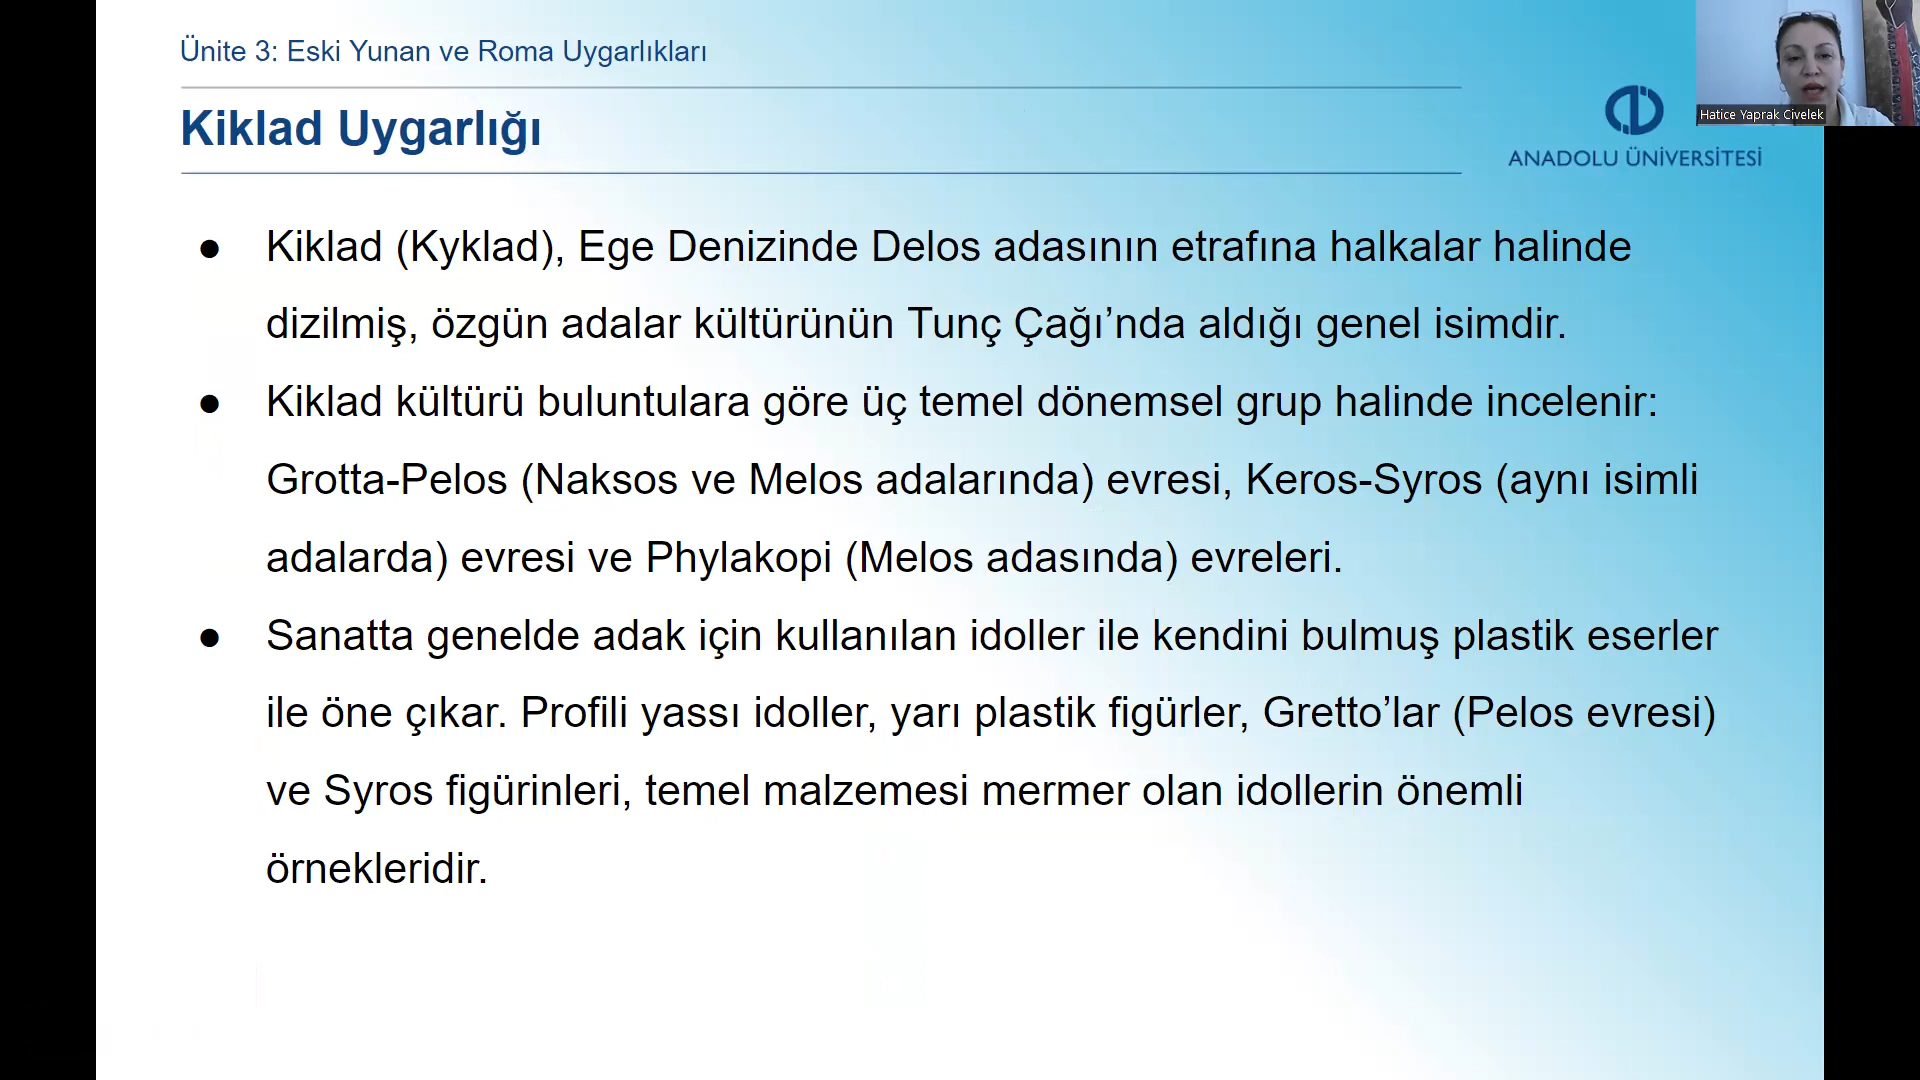 Ünite 3: Eski Yunan ve Roma Uygarlıkları
Kiklad Uygarlığı
ANADOLU ÜNİVERSİTESİ
Hatice Yaprak Civelek
● Kiklad (Kyklad), Ege Denizinde Delos adasının etrafına halkalar halinde
dizilmiş, özgün adalar kültürünün Tunç Çağı’nda aldığı genel isimdir.
● Kiklad kültürü buluntulara göre üç temel dönemsel grup halinde incelenir:
Grotta-Pelos (Naksos ve Melos adalarında) evresi, Keros-Syros (aynı isimli
adalarda) evresi ve Phylakopi (Melos adasında) evreleri.
● Sanatta genelde adak için kullanılan idoller ile kendini bulmuş plastik eserler
ile öne çıkar. Profili yassı idoller, yarı plastik figürler, Gretto’lar (Pelos evresi)
ve Syros figürinleri, temel malzemesi mermer olan idollerin önemli
örnekleridir.